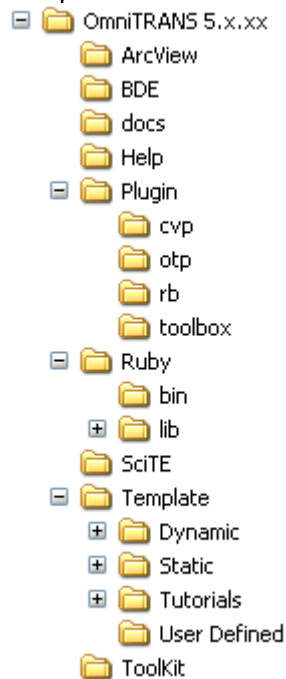 OmniTRANS 5.x.xx
ArcView
BDE
docs
Help
Plugin
cvp
otp
rb
toolbox
Ruby
bin
lib
SciTE
Template
Dynamic
Static
Tutorials
User Defined
ToolKit